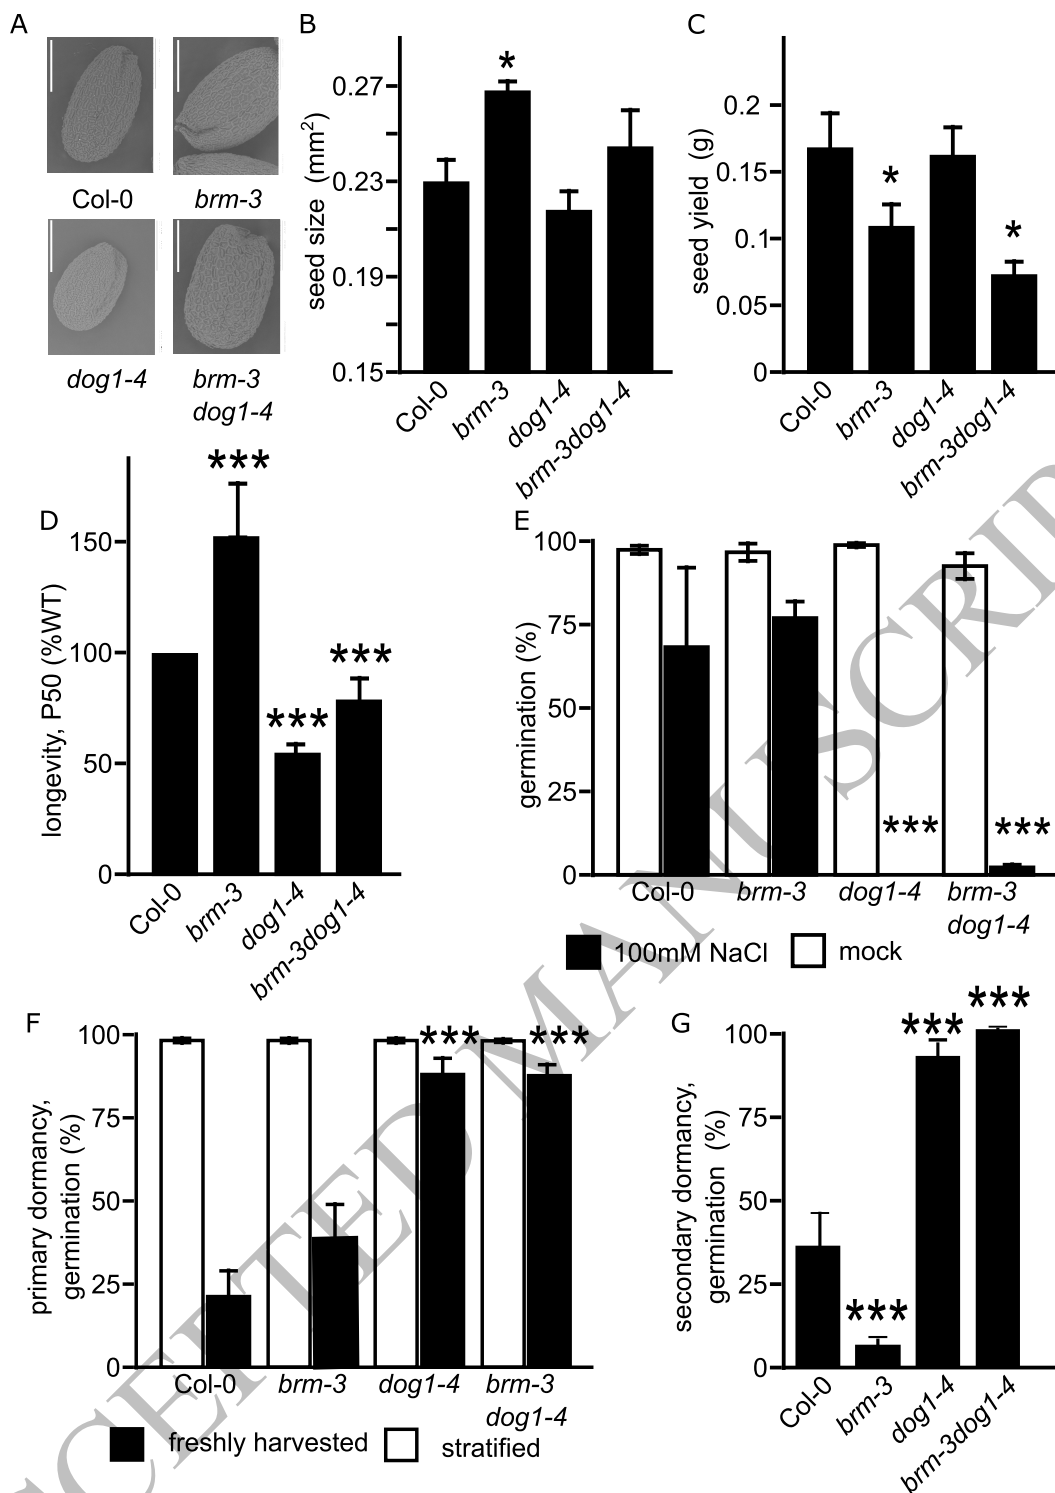 A
Col-0
brm-3
dog1-4
brm-3
dog1-4
B
seed size (mm²)
0.27
0.23
0.19
0.15
*
Col-0
brm-3
dog1-4
brm-3dog1-4
C
seed yield (g)
0.2
0.15
0.1
0.05
0
*
*
Col-0
brm-3
dog1-4
brm-3dog1-4
D
longevity, P50 (%WT)
150
100
50
0
***
***
***
Col-0
brm-3
dog1-4
brm-3dog1-4
E
germination (%)
100
75
50
25
0
***
***
Col-0
brm-3
dog1-4
brm-3
dog1-4
100mM NaCl
mock
F
primary dormancy,
germination (%)
100
75
50
25
0
***
***
Col-0
brm-3
dog1-4
brm-3
dog1-4
freshly harvested
stratified
G
secondary dormancy,
germination (%)
100
75
50
25
0
***
***
***
Col-0
brm-3
dog1-4
brm-3dog1-4
CEPTED MANUSCRIP